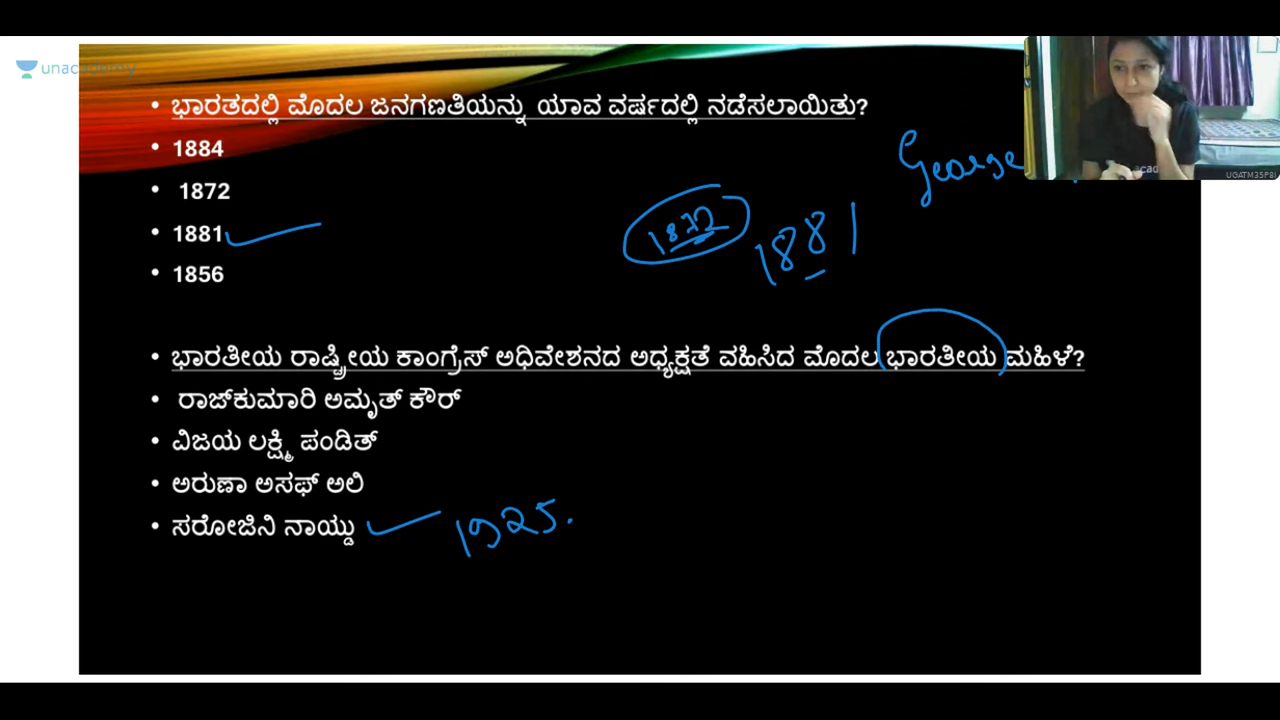 unacademy
• ಭಾರತದಲ್ಲಿ ಮೊದಲ ಜನಗಣತಿಯನ್ನು ಯಾವ ವರ್ಷದಲ್ಲಿ ನಡೆಸಲಾಯಿತು?
• 1884
• 1872
• 1881
• 1856
George
1872
1881
• ಭಾರತೀಯ ರಾಷ್ಟ್ರೀಯ ಕಾಂಗ್ರೆಸ್ ಅಧಿವೇಶನದ ಅಧ್ಯಕ್ಷತೆ ವಹಿಸಿದ ಮೊದಲ ಭಾರತೀಯ ಮಹಿಳೆ?
• ರಾಜ್‌ಕುಮಾರಿ ಅಮೃತ್ ಕೌರ್
• ವಿಜಯ ಲಕ್ಷ್ಮಿ ಪಂಡಿತ್
• ಅರುಣಾ ಅಸಫ್ ಅಲಿ
• ಸರೋಜಿನಿ ನಾಯ್ಡು 1925.